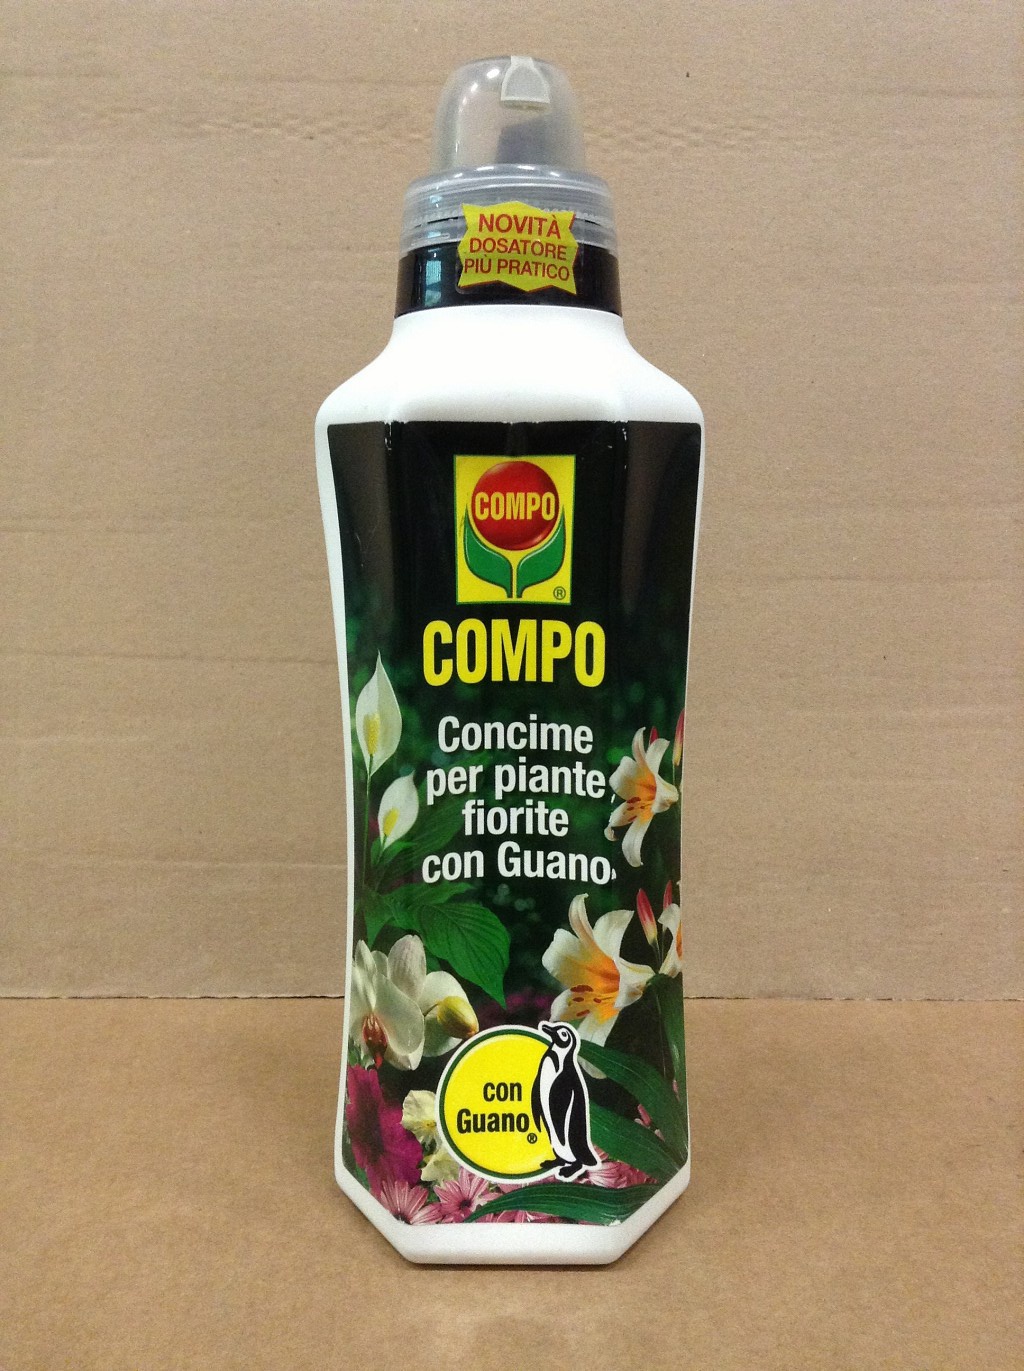 NOVITÀ
DOSATORE
PIÙ PRATICO
COMPO
®
COMPO
Concime
per piante
fiorite
con Guano
con
Guano®